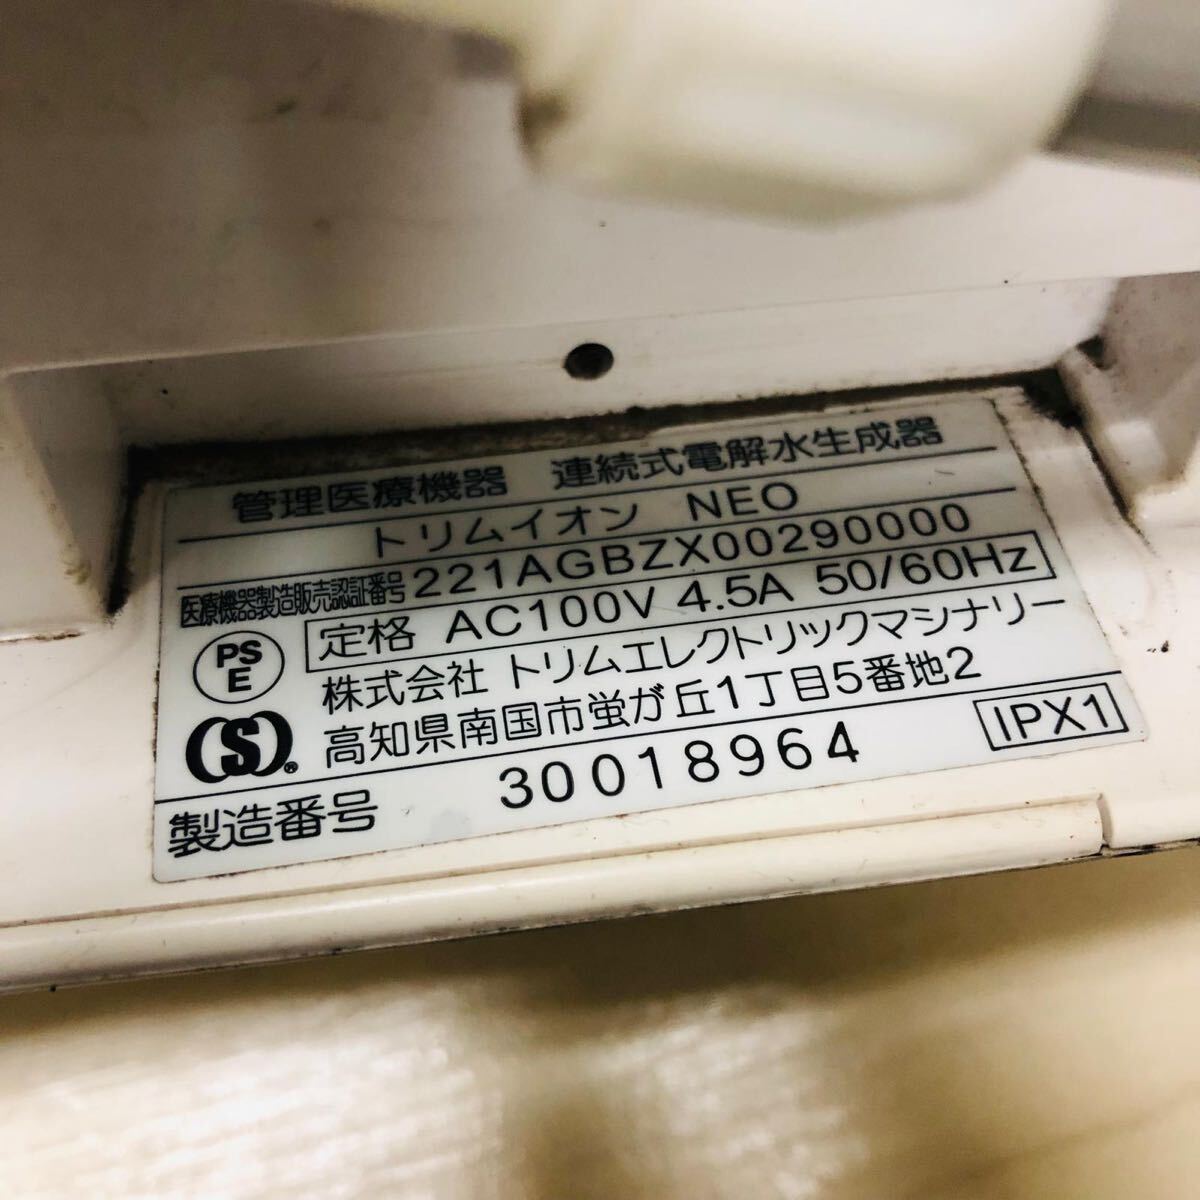 管理医療機器 連続式電解水生成器
トリムイオン NEO
医療機器製造販売認証番号 221AGBZX00290000
PSE 定格 AC100V 4.5A 50/60Hz
株式会社 トリムエレクトリックマシナリー
S 高知県南国市蛍が丘1丁目5番地2
製造番号 30018964 IPX1